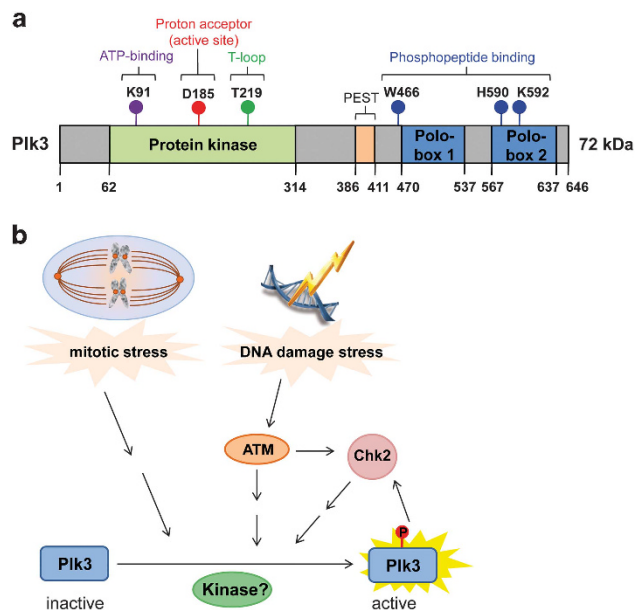 a
Proton acceptor
(active site)
ATP-binding
T-loop
Phosphopeptide binding
K91
D185
T219
PEST
W466
H590
K592
Plk3
Protein kinase
Polo-
box 1
Polo-
box 2
72 kDa
1
62
314
386
411
470
537
567
637
646
b
mitotic stress
DNA damage stress
ATM
Chk2
P
Plk3
Plk3
Kinase?
inactive
active